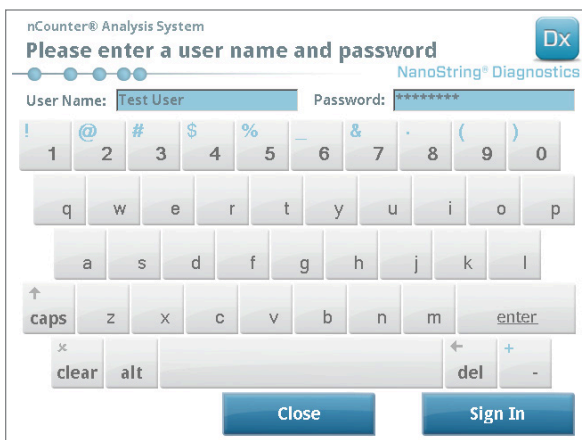 nCounter® Analysis System
Please enter a user name and password
Dx
NanoString® Diagnostics
User Name: Test User Password: ********
! @ # $ % _ & · ( )
1 2 3 4 5 6 7 8 9 0
q w e r t y u i o p
a s d f g h j k l
caps z x c v b n m enter
clear alt del + -
Close Sign In